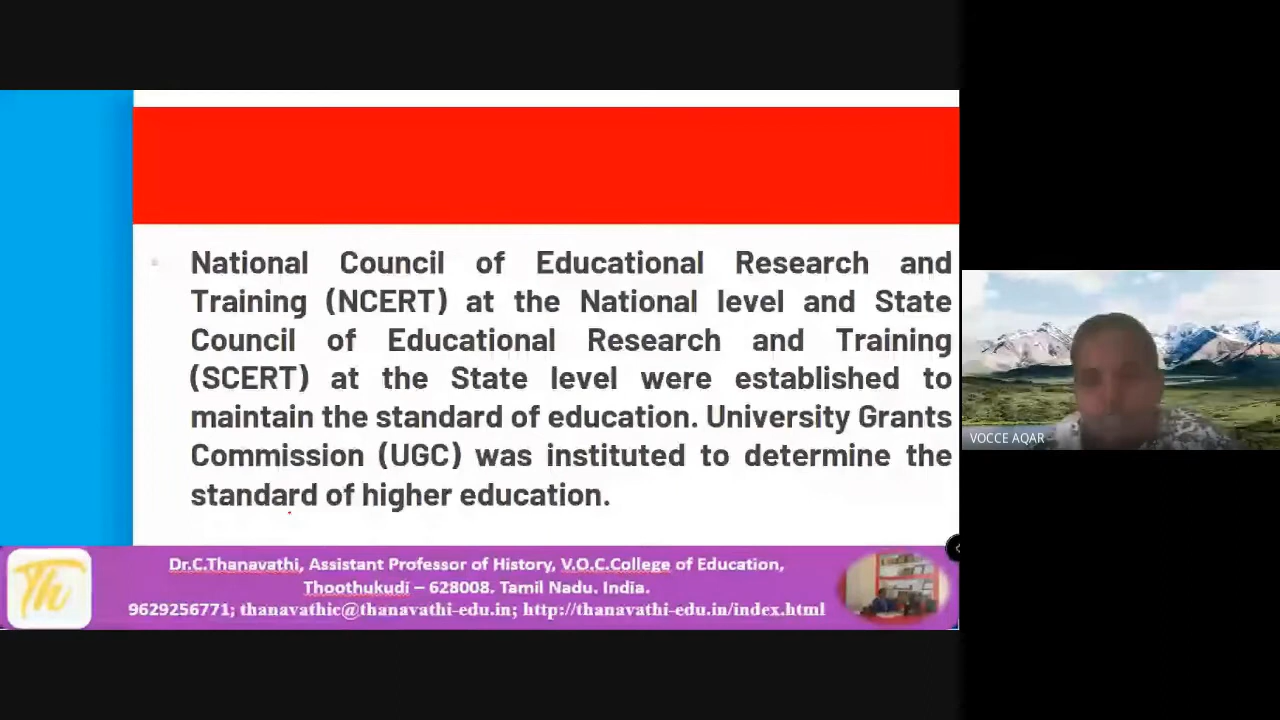 National Council of Educational Research and
Training (NCERT) at the National level and State
Council of Educational Research and Training
(SCERT) at the State level were established to
maintain the standard of education. University Grants
Commission (UGC) was instituted to determine the
standard of higher education.
VOCCE AQAR
Th
Dr.C.Thanavathi, Assistant Professor of History, V.O.C.College of Education,
Thoothukudi – 628008. Tamil Nadu. India.
9629256771; thanavathic@thanavathi-edu.in; http://thanavathi-edu.in/index.html